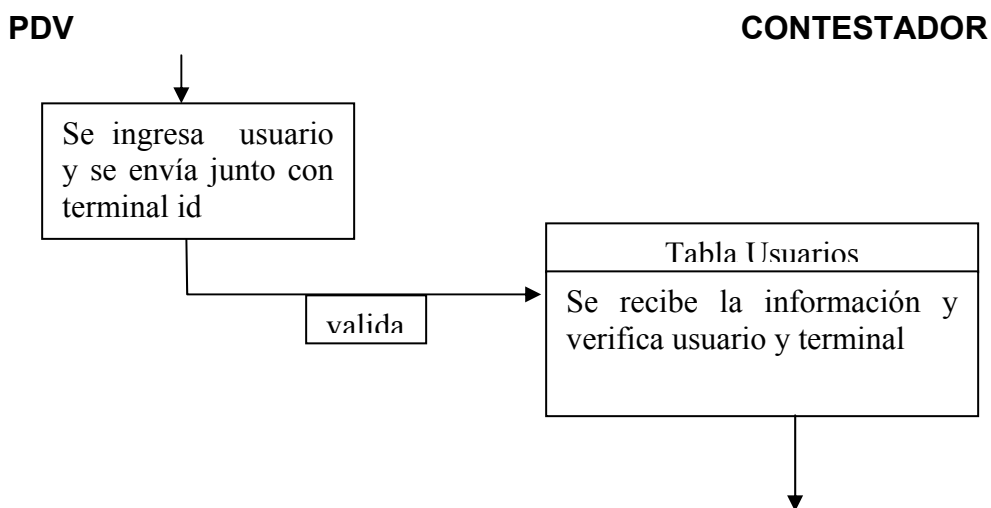 PDV CONTESTADOR
Se ingresa usuario
y se envía junto con
terminal id
Tabla Usuarios
Se recibe la información y
verifica usuario y terminal
valida